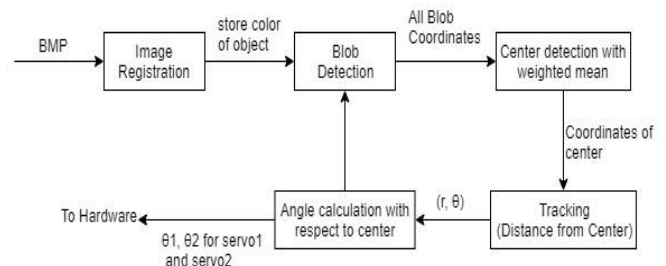 BMP
Image
Registration
store color
of object
Blob
Detection
All Blob
Coordinates
Center detection with
weighted mean
Coordinates of
center
Tracking
(Distance from Center)
(r, θ)
Angle calculation with
respect to center
To Hardware
θ1, θ2 for servo1
and servo2